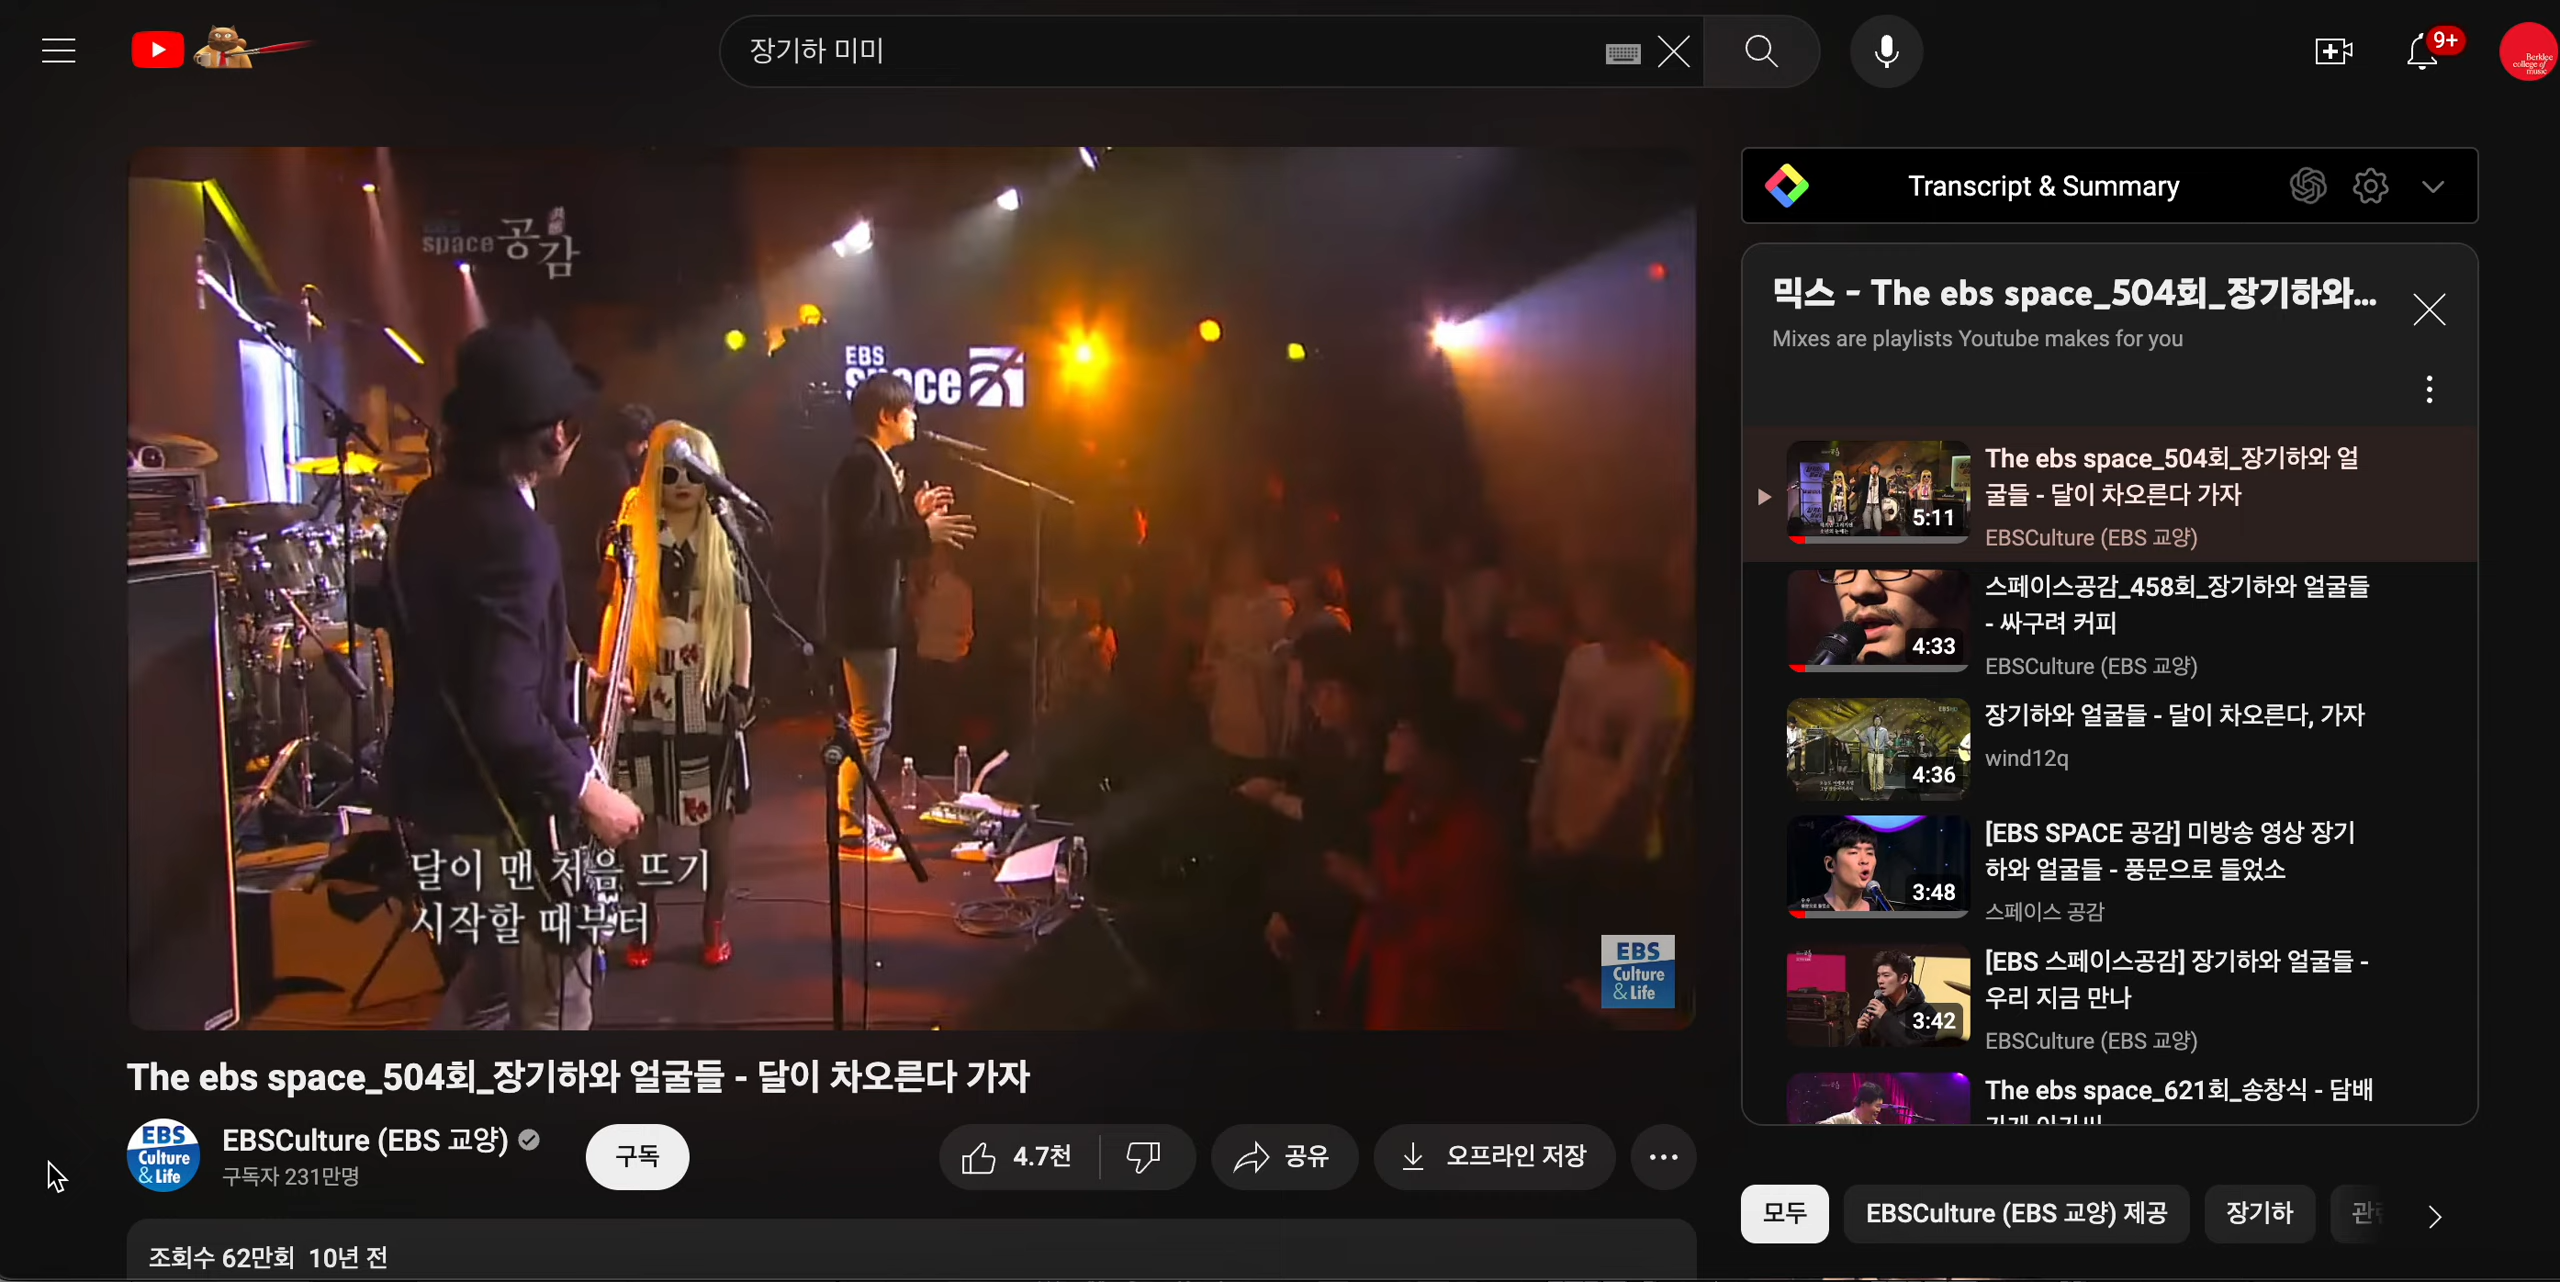 장기하 미미
9+
Berklee
college of
music
EBS
space 공감
EBS
space
달이 맨 처음 뜨기
시작할 때부터
EBS
Culture
& Life
The ebs space_504회_장기하와 얼굴들 - 달이 차오른다 가자
EBS
Culture
& Life
EBSCulture (EBS 교양)
구독자 231만명
구독
4.7천
공유
오프라인 저장
조회수 62만회 10년 전
Transcript & Summary
믹스 - The ebs space_504회_장기하와...
Mixes are playlists Youtube makes for you
5:11
The ebs space_504회_장기하와 얼
굴들 - 달이 차오른다 가자
EBSCulture (EBS 교양)
4:33
스페이스공감_458회_장기하와 얼굴들
- 싸구려 커피
EBSCulture (EBS 교양)
4:36
장기하와 얼굴들 - 달이 차오른다, 가자
wind12q
3:48
[EBS SPACE 공감] 미방송 영상 장기
하와 얼굴들 - 풍문으로 들었소
스페이스 공감
3:42
[EBS 스페이스공감] 장기하와 얼굴들 -
우리 지금 만나
EBSCulture (EBS 교양)
The ebs space_621회_송창식 - 담배
모두
EBSCulture (EBS 교양) 제공
장기하